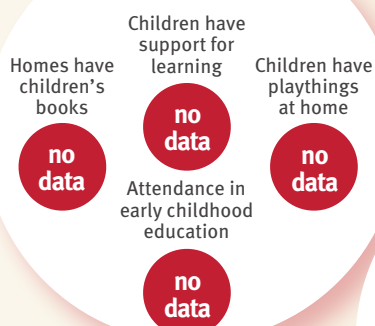 Children have
support for
learning
no
data
Homes have
children's
books
no
data
Children have
playthings
at home
no
data
Attendance in
early childhood
education
no
data